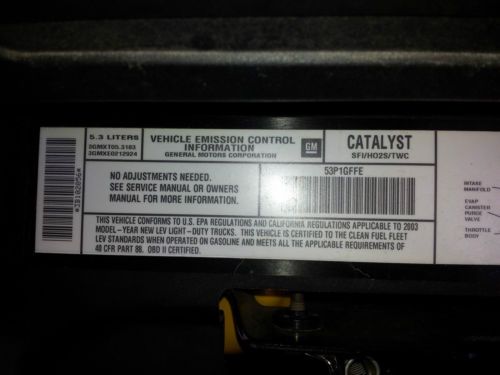 5.3 LITERS
3GMXT05.3183
3GMXE0212924
VEHICLE EMISSION CONTROL
INFORMATION
GENERAL MOTORS CORPORATION
GM
CATALYST
SFI/HO2S/TWC
NO ADJUSTMENTS NEEDED.
SEE SERVICE MANUAL OR OWNERS
MANUAL FOR MORE INFORMATION.
53P1GFFE
THIS VEHICLE CONFORMS TO U.S. EPA REGULATIONS AND CALIFORNIA REGULATIONS APPLICABLE TO 2003
MODEL-YEAR NEW LEV LIGHT-DUTY TRUCKS. THIS VEHICLE IS CERTIFIED TO THE CLEAN FUEL FLEET
LEV STANDARDS WHEN OPERATED ON GASOLINE AND MEETS ALL THE APPLICABLE REQUIREMENTS OF
40 CFR PART 88. OBD II CERTIFIED.
INTAKE
MANIFOLD
EVAP
CANISTER
PURGE
VALVE
THROTTLE
BODY